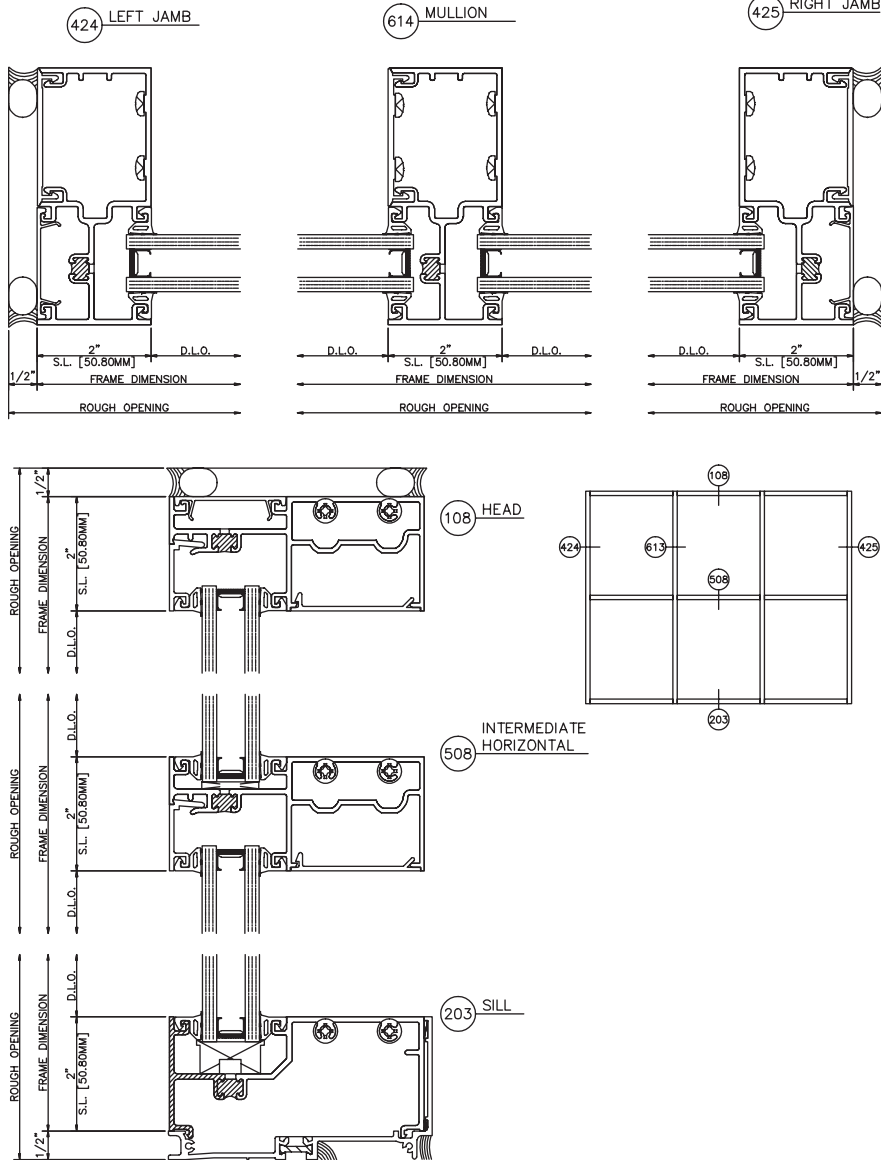 424 LEFT JAMB
614 MULLION
425 RIGHT JAMB
2" D.L.O.
S.L. [50.80MM]
1/2" FRAME DIMENSION
ROUGH OPENING
D.L.O. 2" D.L.O.
S.L. [50.80MM]
FRAME DIMENSION
ROUGH OPENING
D.L.O. 2"
S.L. [50.80MM]
FRAME DIMENSION 1/2"
ROUGH OPENING
ROUGH OPENING
1/2"
FRAME DIMENSION
2"
S.L. [50.80MM]
D.L.O.
108 HEAD
108
424
613
425
508
203
ROUGH OPENING
FRAME DIMENSION
D.L.O.
2"
S.L. [50.80MM]
D.L.O.
508 INTERMEDIATE
HORIZONTAL
ROUGH OPENING
FRAME DIMENSION
D.L.O.
2"
S.L. [50.80MM]
1/2"
203 SILL